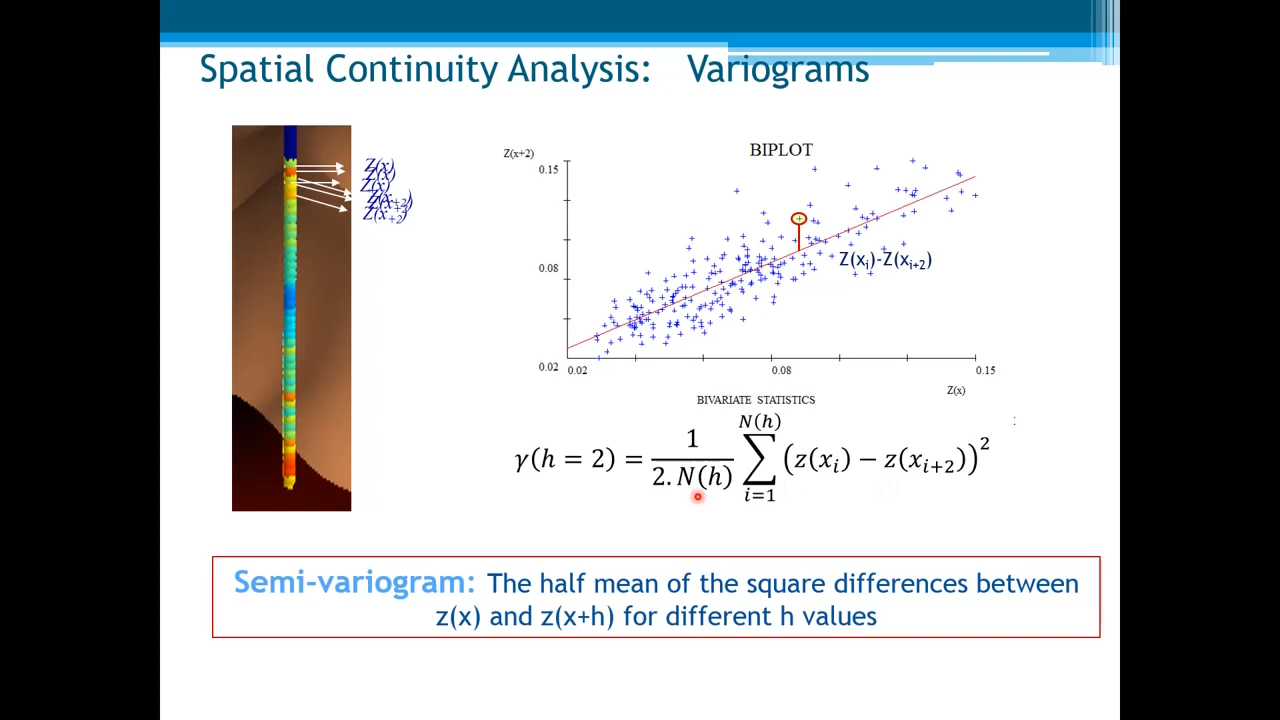 Spatial Continuity Analysis: Variograms
Z(x)
Z(x)
Z(x)
Z(x+2)
Z(x+2)
Z(x+2)
BIPLOT
Z(x+2)
0.15
0.08
0.02
0.02 0.08 0.15
Z(x)
Z(xi)-Z(xi+2)
BIVARIATE STATISTICS
:
γ(h = 2) = 1/2. N(h) ∑ i=1 N(h) (z(xi) − z(xi+2))²
Semi-variogram: The half mean of the square differences between
z(x) and z(x+h) for different h values